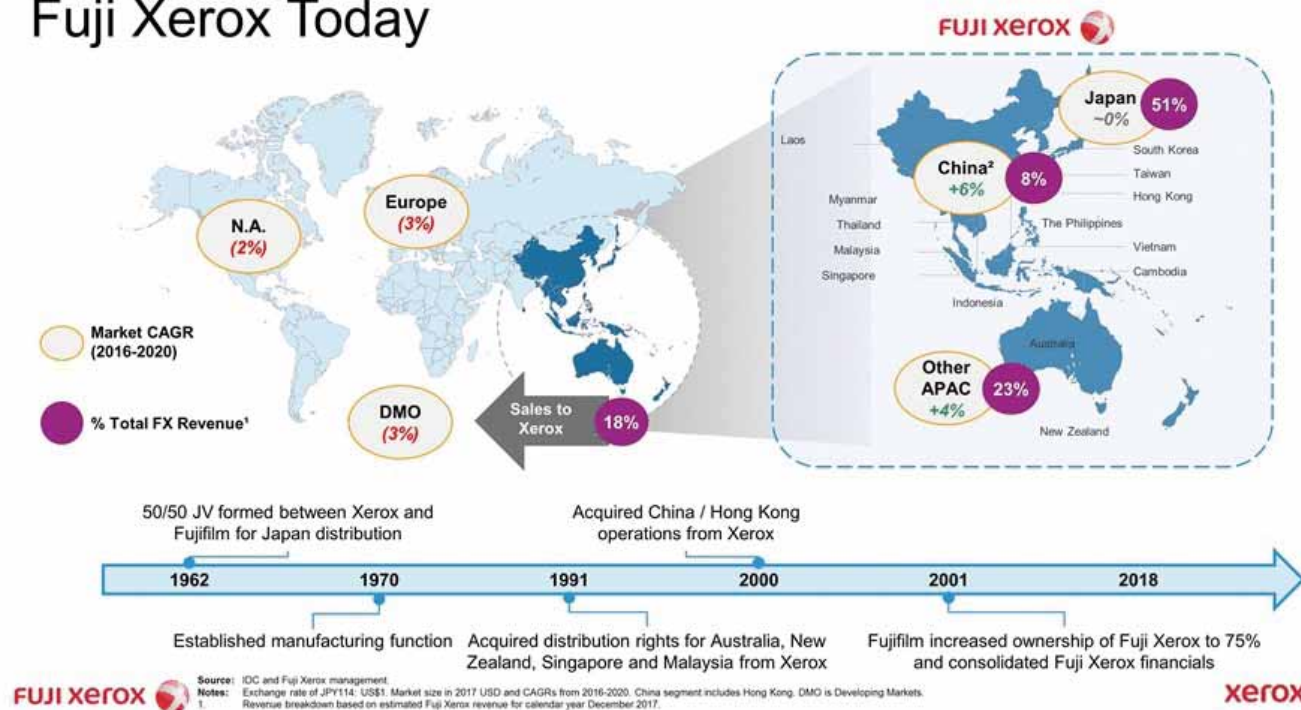 Fuji Xerox Today
FUJI xerox
Japan
~0%
51%
Laos
South Korea
China²
+6%
8%
Taiwan
Hong Kong
Myanmar
The Philippines
Thailand
Malaysia
Vietnam
Singapore
Cambodia
Indonesia
Australia
Other
APAC
+4%
23%
New Zealand
N.A.
(2%)
Europe
(3%)
Market CAGR
(2016-2020)
% Total FX Revenue¹
DMO
(3%)
Sales to
Xerox
18%
50/50 JV formed between Xerox and
Fujifilm for Japan distribution
Acquired China / Hong Kong
operations from Xerox
1962 1970 1991 2000 2001 2018
Established manufacturing function
Acquired distribution rights for Australia, New
Zealand, Singapore and Malaysia from Xerox
Fujifilm increased ownership of Fuji Xerox to 75%
and consolidated Fuji Xerox financials
FUJI xerox
Source: IDC and Fuji Xerox management.
Notes: Exchange rate of JPY114: US$1. Market size in 2017 USD and CAGRs from 2016-2020. China segment includes Hong Kong. DMO is Developing Markets.
1. Revenue breakdown based on estimated Fuji Xerox revenue for calendar year December 2017.
xerox